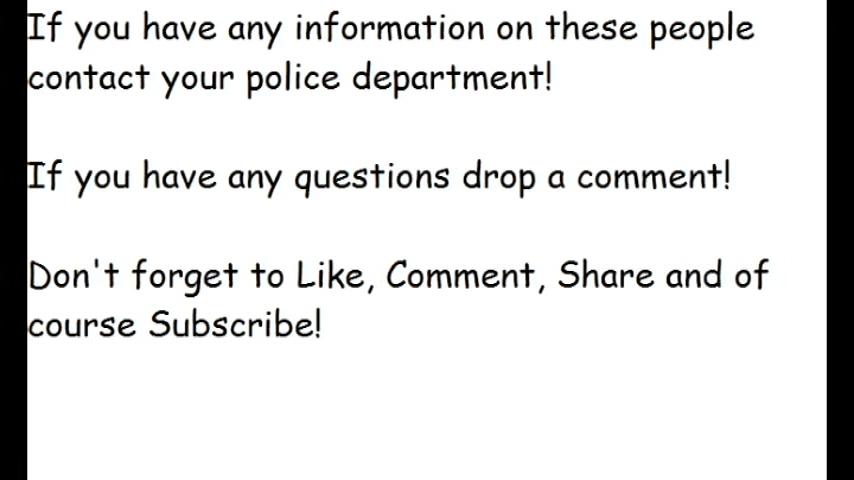 If you have any information on these people
contact your police department!
If you have any questions drop a comment!
Don't forget to Like, Comment, Share and of
course Subscribe!